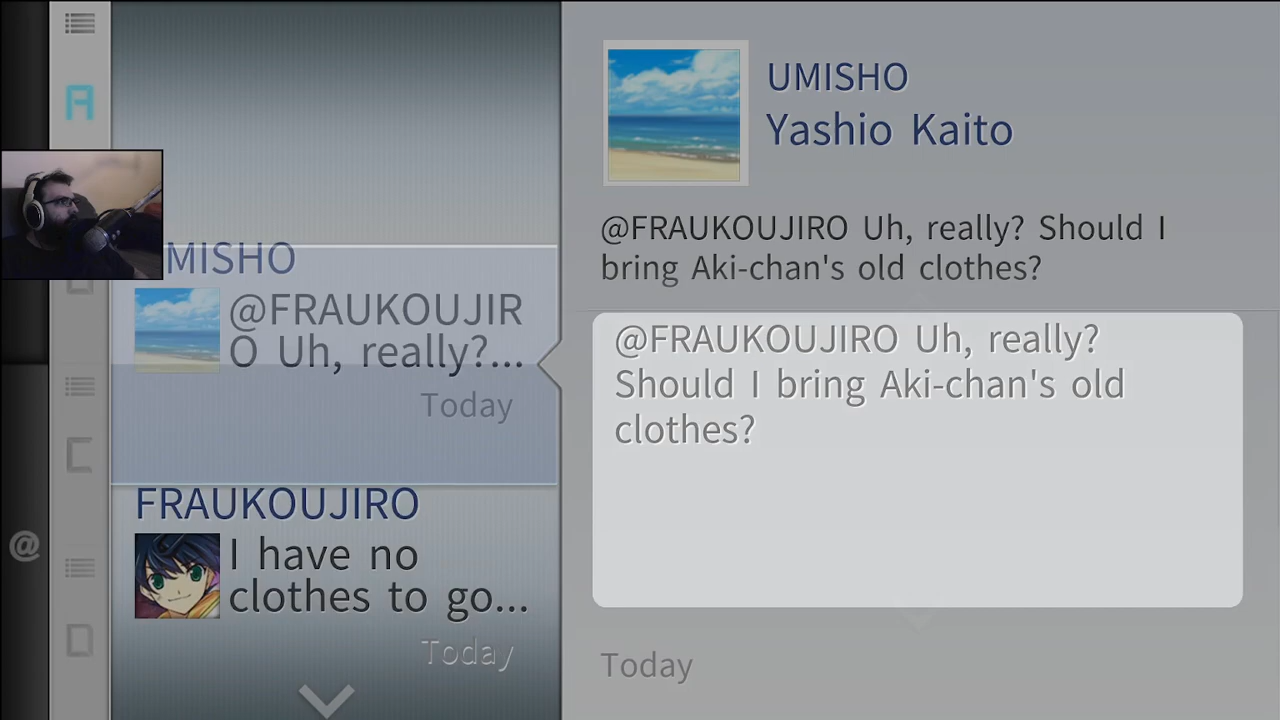 A
MISHO
@FRAUKOUJIR
O Uh, really?...
Today
C
FRAUKOUJIRO
@
I have no
clothes to go...
D
Today
UMISHO
Yashio Kaito
@FRAUKOUJIRO Uh, really? Should I
bring Aki-chan's old clothes?
@FRAUKOUJIRO Uh, really?
Should I bring Aki-chan's old
clothes?
Today